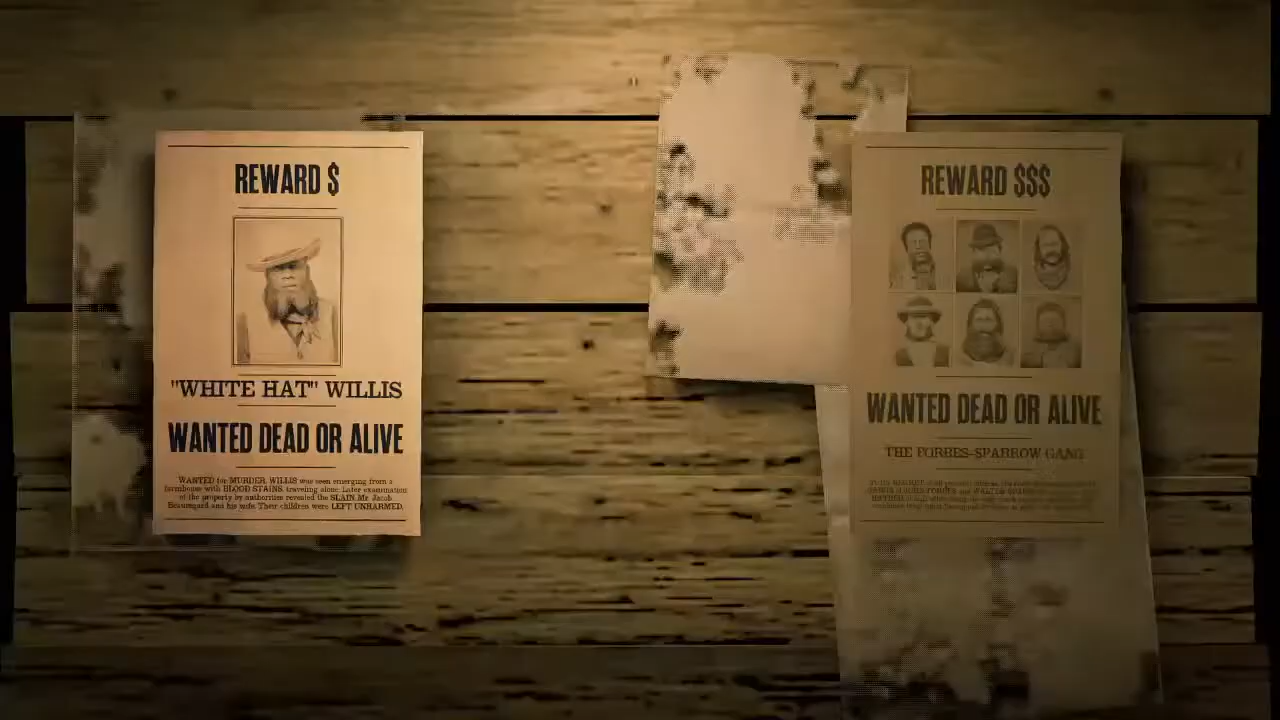 REWARD $
"WHITE HAT" WILLIS
WANTED DEAD OR ALIVE
WANTED for MURDER. WILLIS was seen emerging from a
farmhouse with BLOOD STAINS, traveling alone. Later examination
of the property by authorities revealed the SLAIN Mr. Jacob
Beauregard and his wife. Their children were LEFT UNHARMED.
REWARD $$$
WANTED DEAD OR ALIVE
THE FORBES-SPARROW GANG